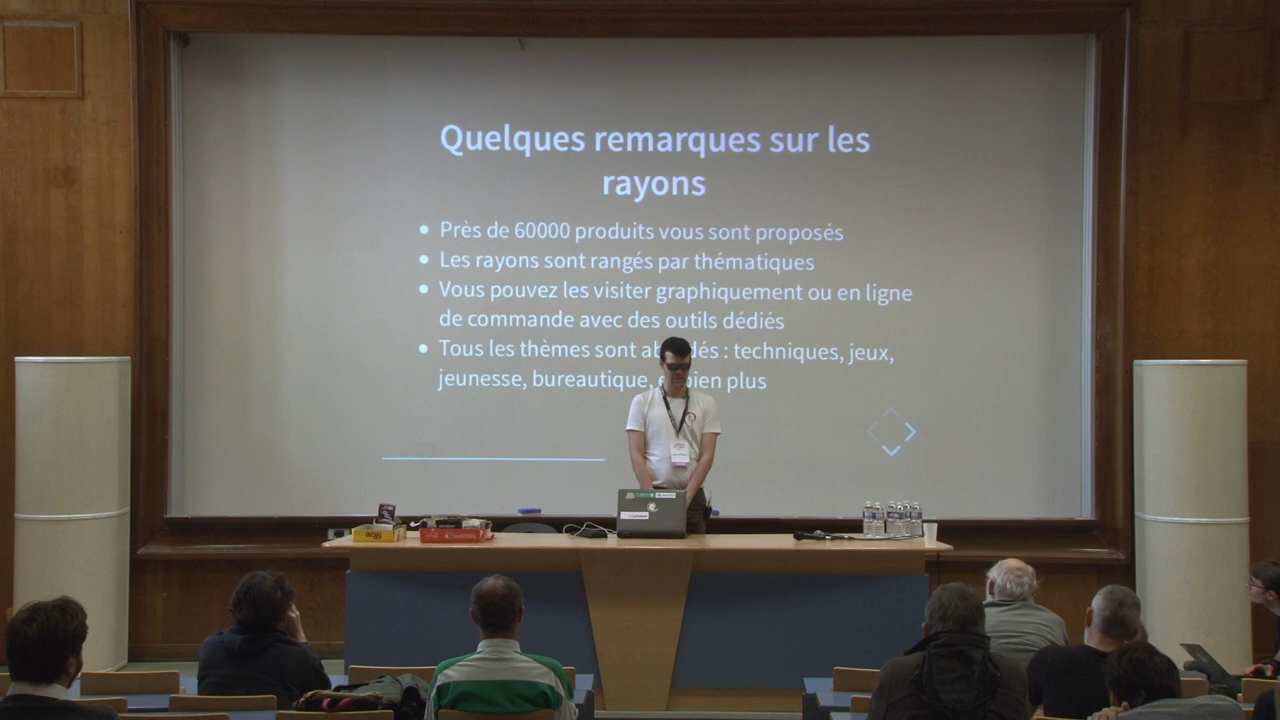 Quelques remarques sur les
rayons
Près de 60000 produits vous sont proposés
Les rayons sont rangés par thématiques
Vous pouvez les visiter graphiquement ou en ligne
de commande avec des outils dédiés
Tous les thèmes sont : techniques, jeux,
jeunesse, bureautique, bien plus